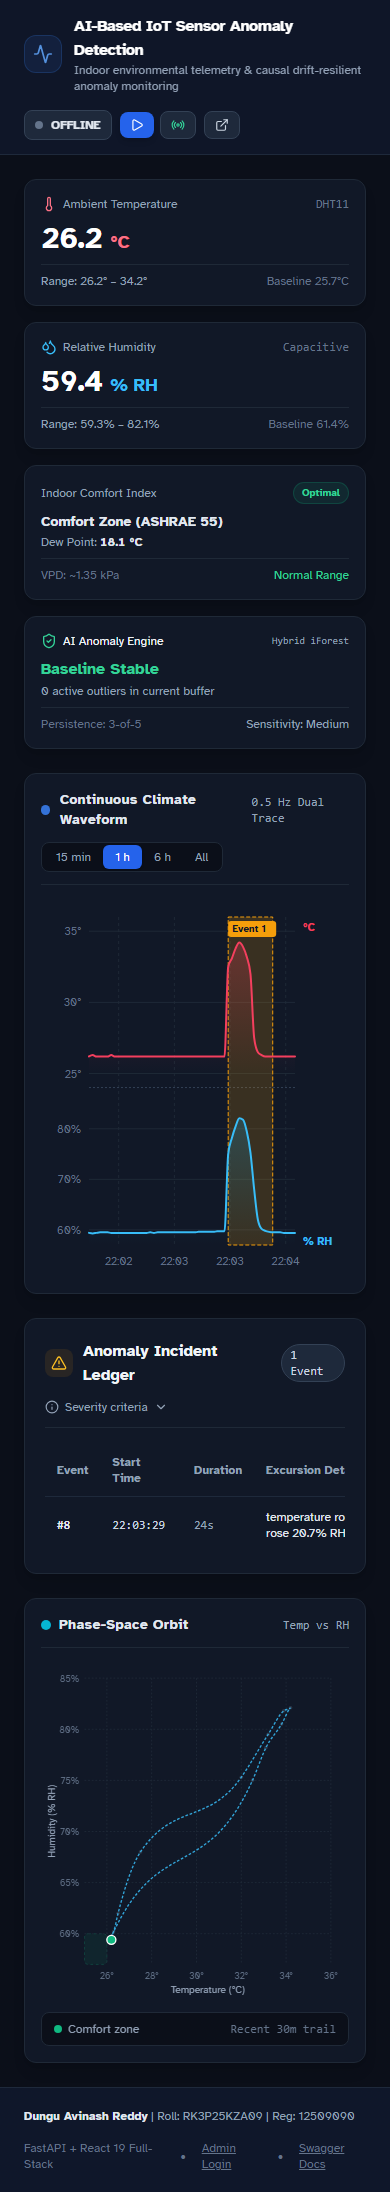 AI-Based IoT Sensor Anomaly
Detection
Indoor environmental telemetry & causal drift-resilient
anomaly monitoring
OFFLINE
Ambient Temperature DHT11
26.2 °C
Range: 26.2° – 34.2° Baseline 25.7°C
Relative Humidity Capacitive
59.4 % RH
Range: 59.3% – 82.1% Baseline 61.4%
Indoor Comfort Index Optimal
Comfort Zone (ASHRAE 55)
Dew Point: 18.1 °C
VPD: ~1.35 kPa Normal Range
AI Anomaly Engine Hybrid iForest
Baseline Stable
0 active outliers in current buffer
Persistence: 3-of-5 Sensitivity: Medium
Continuous Climate
Waveform
0.5 Hz Dual
Trace
15 min 1 h 6 h All
35° Event 1 °C
30°
25°
80%
70%
60% % RH
22:02 22:03 22:03 22:04
Anomaly Incident
Ledger
1
Event
Severity criteria
Event Start
Time Duration Excursion Det
#8 22:03:29 24s temperature ro
rose 20.7% RH
Phase-Space Orbit Temp vs RH
85%
80%
75%
70%
65%
60%
Humidity (% RH)
26° 28° 30° 32° 34° 36°
Temperature (°C)
Comfort zone Recent 30m trail
Dungu Avinash Reddy | Roll: RK3P25KZA09 | Reg: 12509090
FastAPI + React 19 Full-
Stack
• Admin
Login
• Swagger
Docs